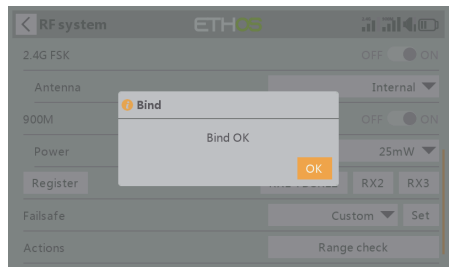 RF system ETHOS
2.4G FSK OFF ON
Antenna Internal
Bind
900M OFF ON
Bind OK
Power 25mW
OK
Register RX2 RX3
Failsafe Custom Set
Actions Range check